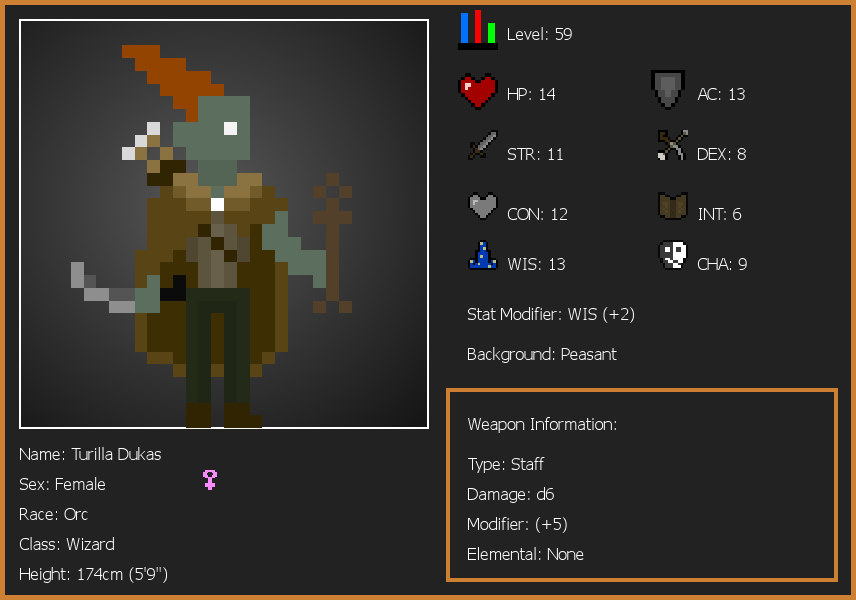 Level: 59
HP: 14
AC: 13
STR: 11
DEX: 8
CON: 12
INT: 6
WIS: 13
CHA: 9
Stat Modifier: WIS (+2)
Background: Peasant
Weapon Information:
Type: Staff
Damage: d6
Modifier: (+5)
Elemental: None
Name: Turilla Dukas
Sex: Female
Race: Orc
Class: Wizard
Height: 174cm (5'9")